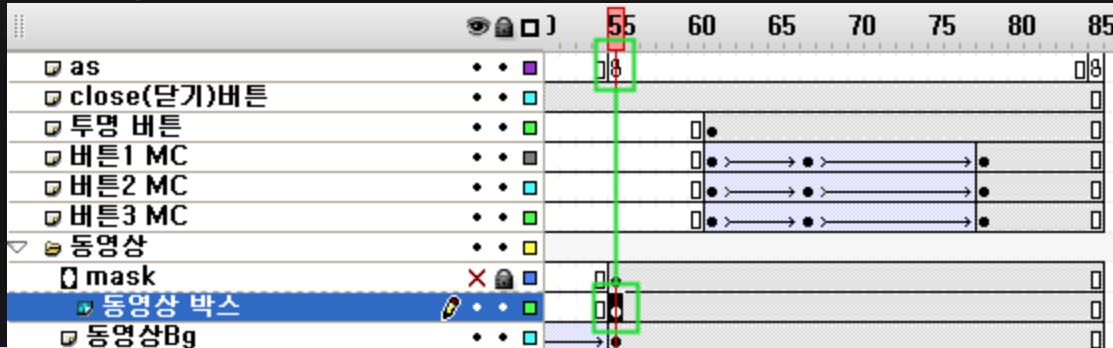 55 60 65 70 75 80 85
as
close(닫기)버튼
투명 버튼
버튼1 MC
버튼2 MC
버튼3 MC
동영상
mask
동영상 박스
동영상Bg